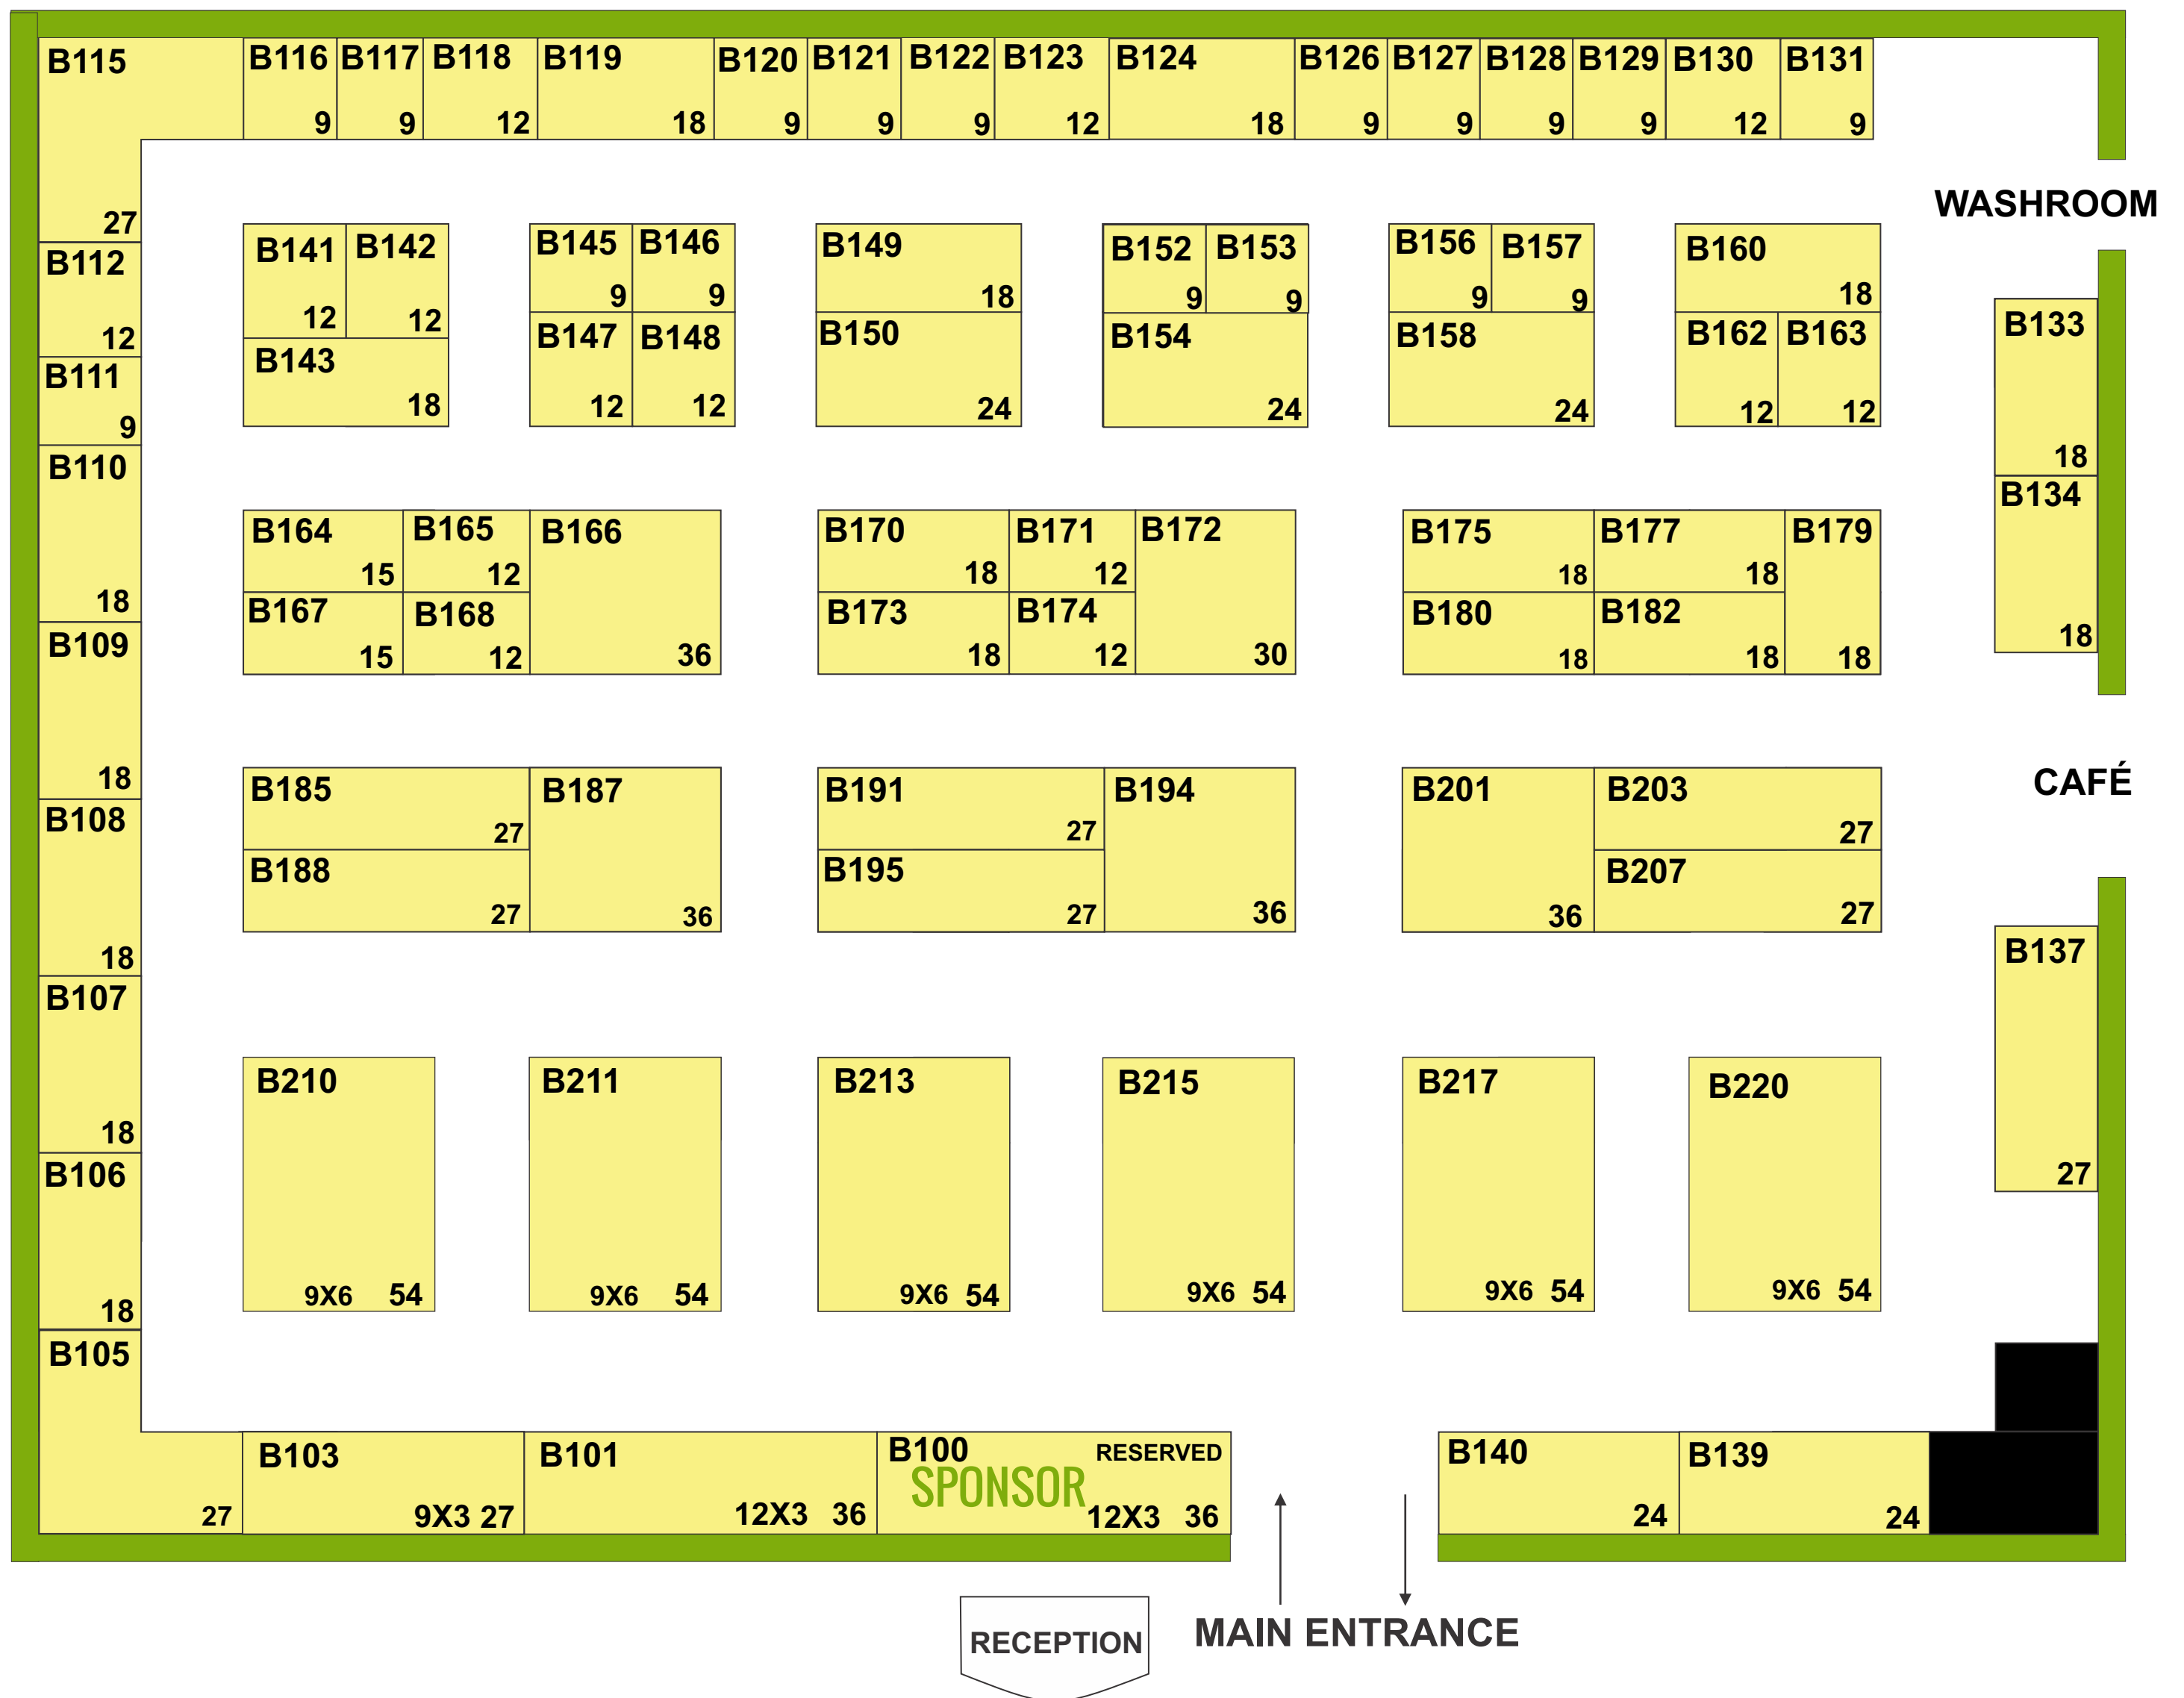 B115 B116 B117 B118 B119 B120 B121 B122 B123 B124 B126 B127 B128 B129 B130 B131
9 9 12 18 9 9 9 12 18 9 9 9 9 12 9
WASHROOM
27
B112
12
B111
9
B110
18
B109
18
B108
18
B107
18
B106
18
B105
27
B141 B142
12 12
B143
18
B145 B146
9 9
B147 B148
12 12
B149
18
B150
24
B152 B153
9 9
B154
24
B156 B157
9 9
B158
24
B160
18
B162 B163
12 12
B133
18
B134
18
B164 B165 B166
15 12
B167 B168
15 12 36
B170 B171 B172
18 12
B173 B174
18 12 30
B175 B177 B179
18 18
B180 B182
18 18 18
CAFÉ
B185 B187
27
B188
27 36
B191 B194
27
B195
27 36
B201 B203
27
B207
36 27
B137
27
B210
9X6 54
B211
9X6 54
B213
9X6 54
B215
9X6 54
B217
9X6 54
B220
9X6 54
B103
9X3 27
B101
12X3 36
B100 RESERVED
SPONSOR
12X3 36
B140
24
B139
24
RECEPTION
MAIN ENTRANCE